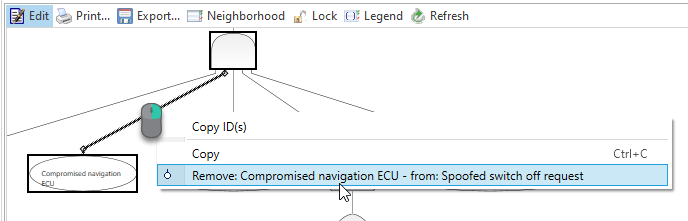 Edit Print... Export... Neighborhood Lock Legend Refresh
Copy ID(s)
Copy Ctrl+C
Remove: Compromised navigation ECU - from: Spoofed switch off request
Compromised navigation
ECU